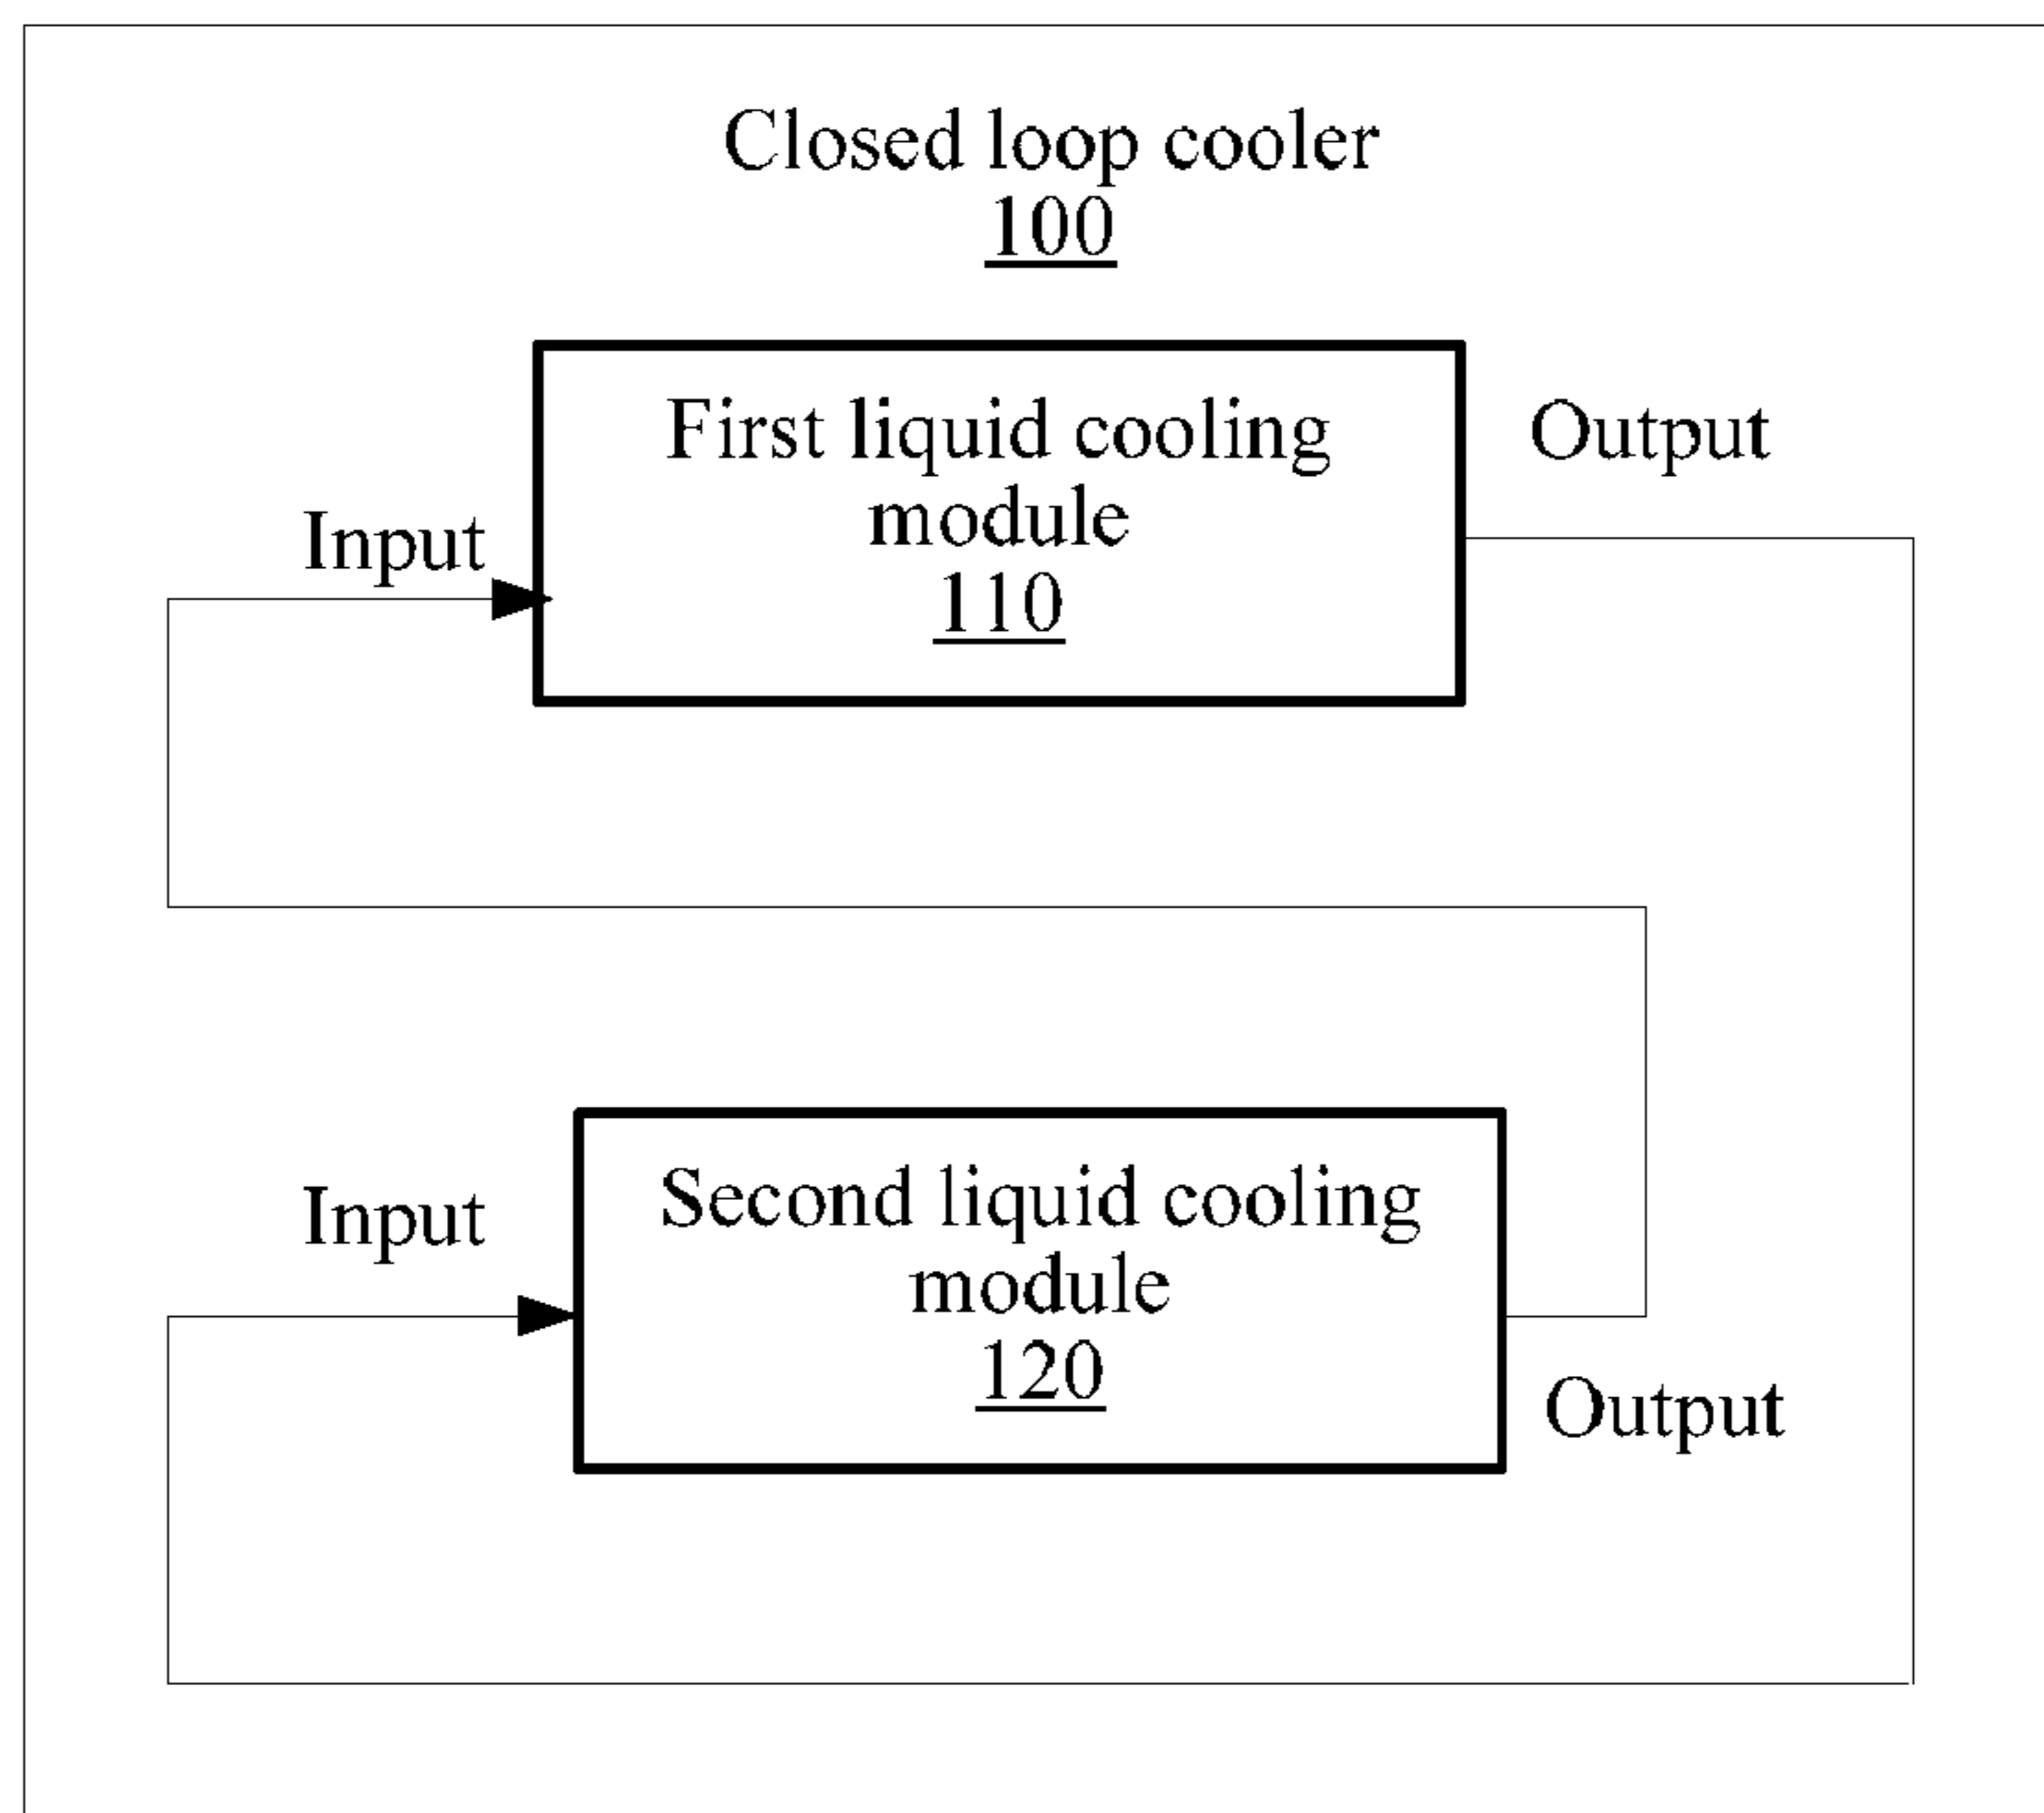 Closed loop cooler
100
First liquid cooling
module
110
Output
Input
Second liquid cooling
module
120
Input
Output